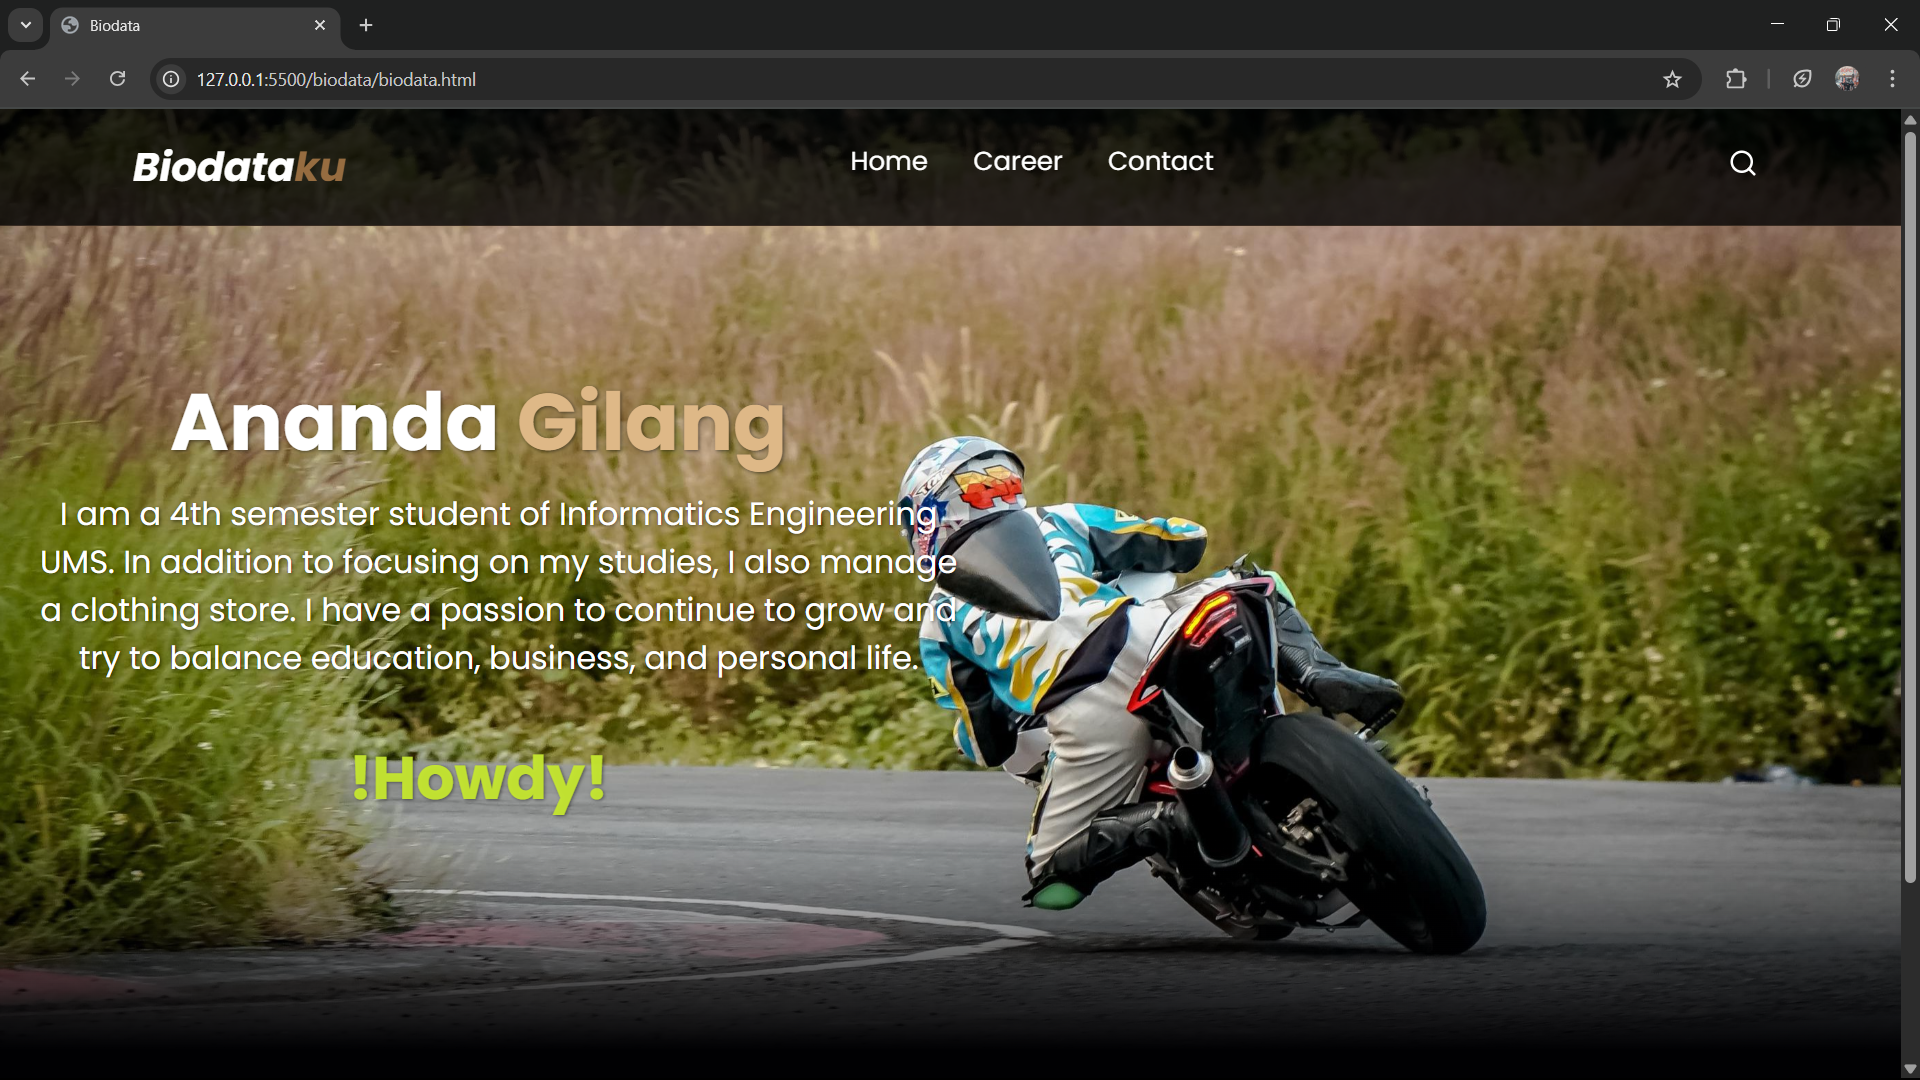 Biodata
127.0.0.1:5500/biodata/biodata.html
Biodataku
Home Career Contact
Ananda Gilang
I am a 4th semester student of Informatics Engineering
UMS. In addition to focusing on my studies, I also manage
a clothing store. I have a passion to continue to grow and
try to balance education, business, and personal life.
!Howdy!